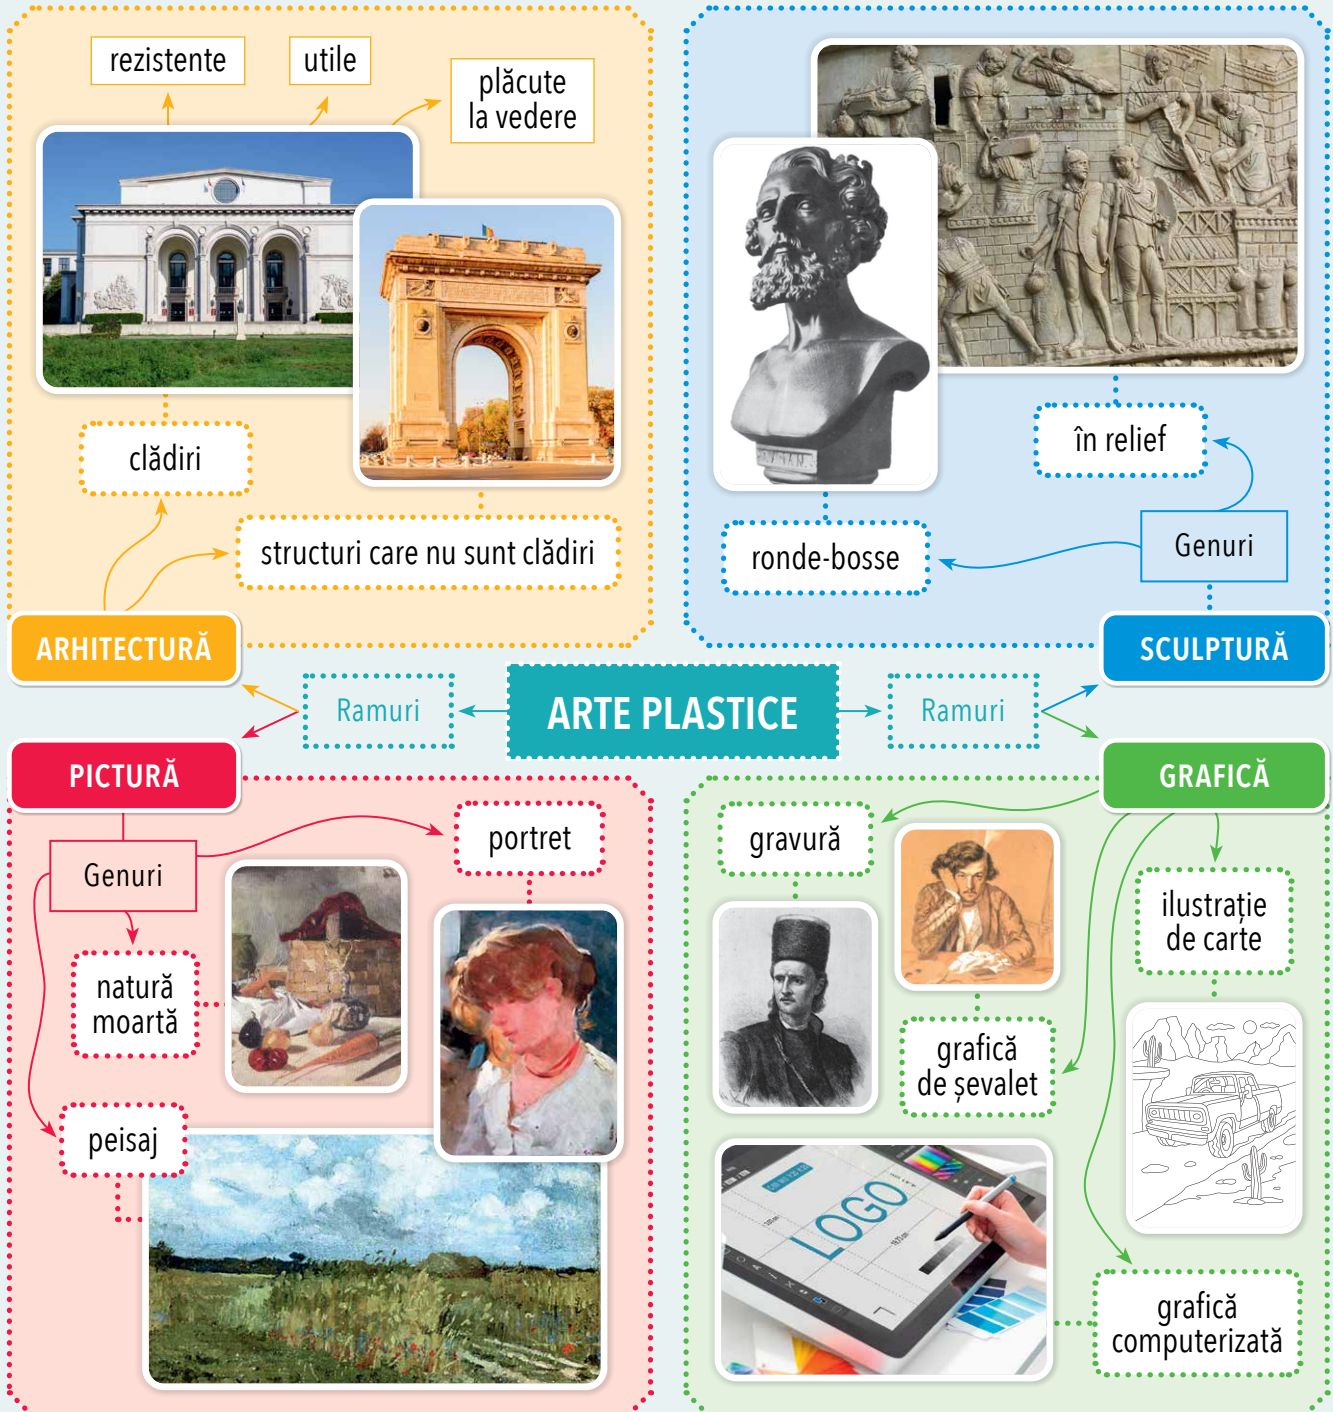 rezistente
utile
plăcute
la vedere
clădiri
structuri care nu sunt clădiri
ARHITECTURĂ
în relief
Genuri
ronde-bosse
SCULPTURĂ
Ramuri
ARTE PLASTICE
Ramuri
PICTURĂ
Genuri
portret
natură
moartă
peisaj
GRAFICĂ
gravură
ilustrație
de carte
grafică
de șevalet
LOGO
grafică
computerizată